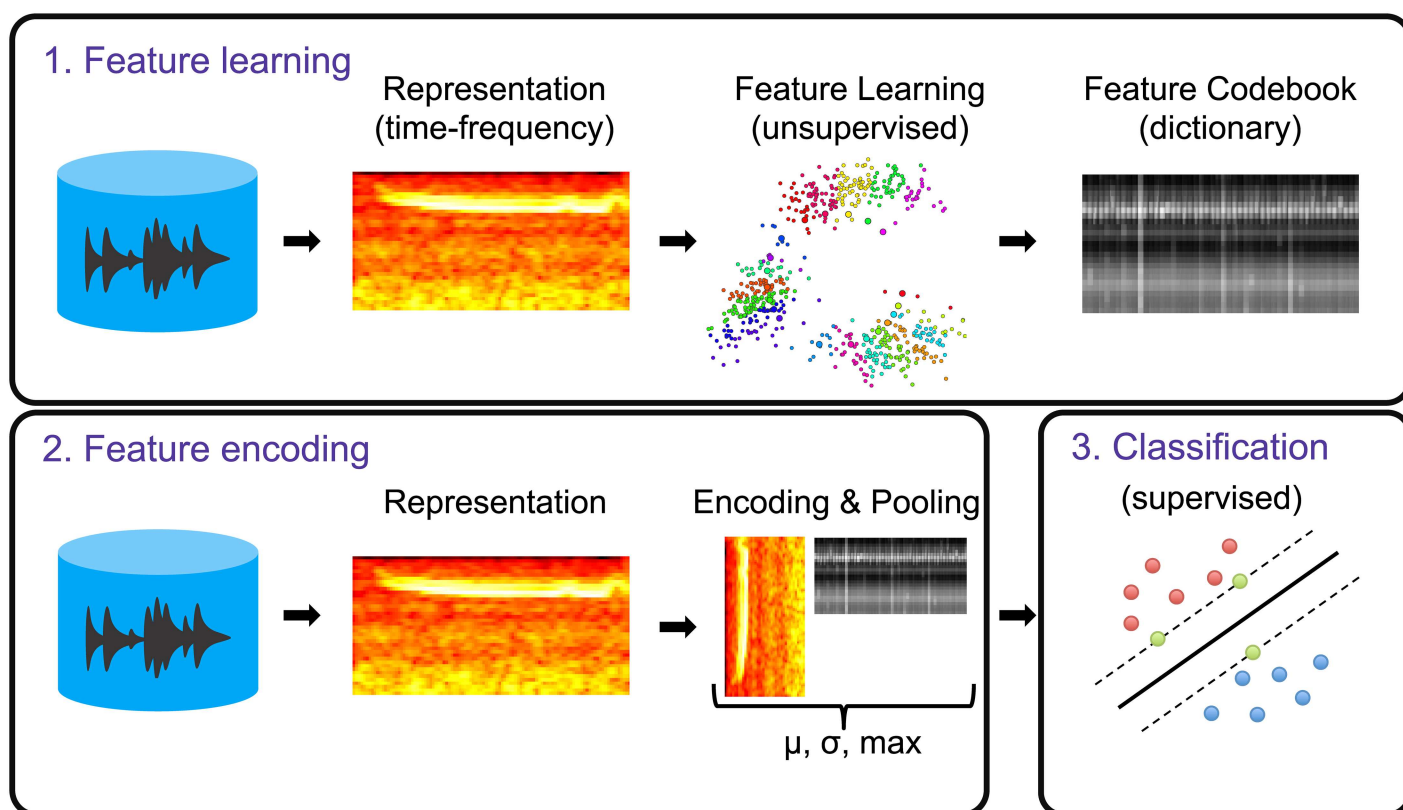 1. Feature learning
Representation
(time-frequency)
Feature Learning
(unsupervised)
Feature Codebook
(dictionary)
2. Feature encoding
Representation
Encoding & Pooling
μ, σ, max
3. Classification
(supervised)